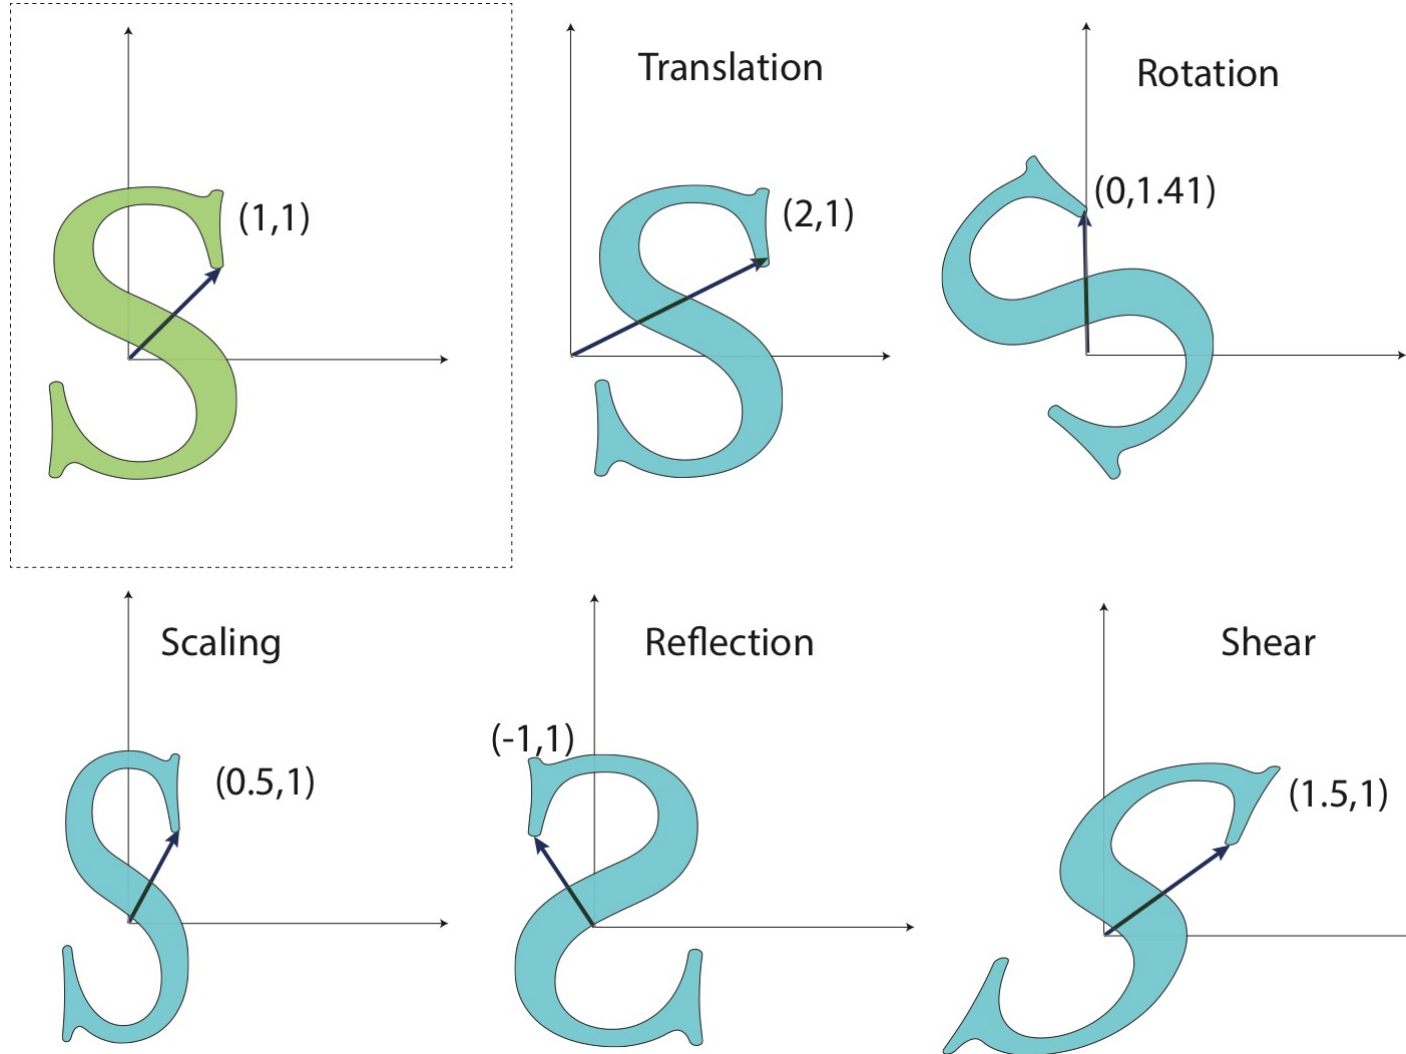 Translation
Rotation
(1,1)
(2,1)
(0,1.41)
Scaling
Reflection
Shear
(0.5,1)
(-1,1)
(1.5,1)